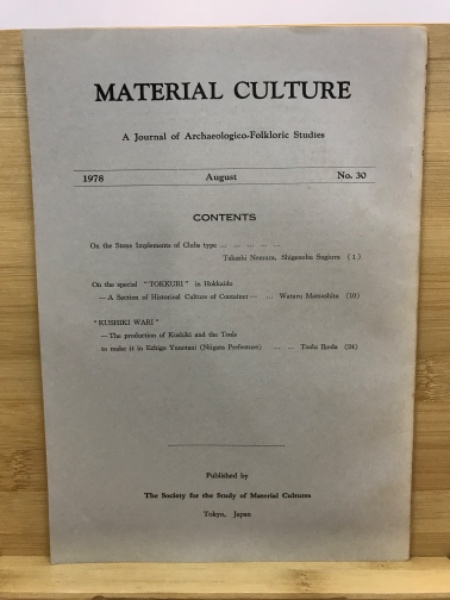 MATERIAL CULTURE
A Journal of Archaeologico-Folkloric Studies
1978 August No. 30
CONTENTS
On the Stone Implements of Clubs type ... ... ... ... ...
Takashi Nomura, Shigenobu Sugiura (1)
On the special "TOKKURI" in Hokkaido
—A Section of Historical Culture of Container— ... Wataru Matsushita (10)
"KUSHIKI WARI"
—The production of Kushiki and the Tools
to make it in Echigo Yamotani (Niigata Prefecture) ... ... Toola Ikeda (24)
Published by
The Society for the Study of Material Cultures
Tokyo, Japan